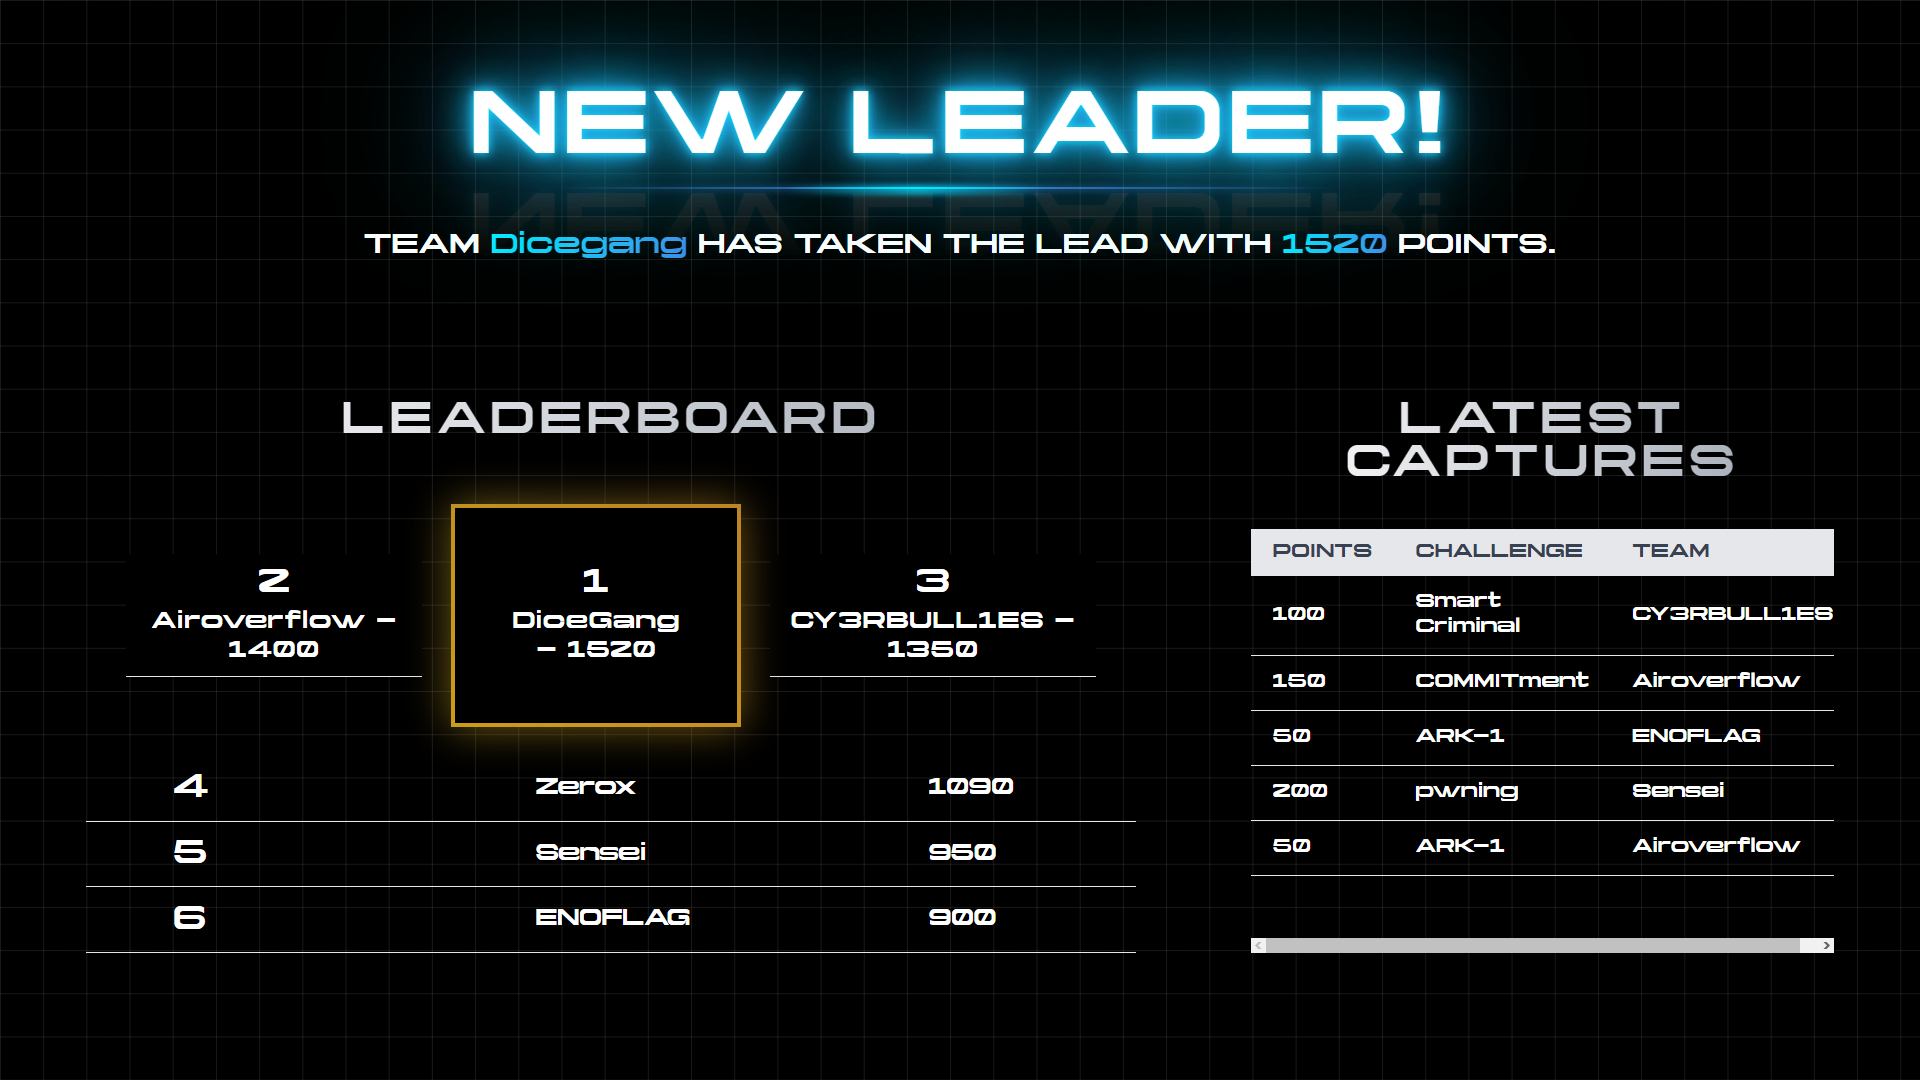 NEW LEADER!
TEAM Dicegang HAS TAKEN THE LEAD WITH 1520 POINTS.
LEADERBOARD
2
Airoverflow -
1400
1
DiceGang
- 1520
3
CY3RBULL1ES -
1350
4 Zerox 1090
5 Sensei 950
6 ENOFLAG 900
LATEST
CAPTURES
POINTS CHALLENGE TEAM
100 Smart
Criminal CY3RBULL1ES
150 COMMITment Airoverflow
50 ARK-1 ENOFLAG
200 pwning Sensei
50 ARK-1 Airoverflow